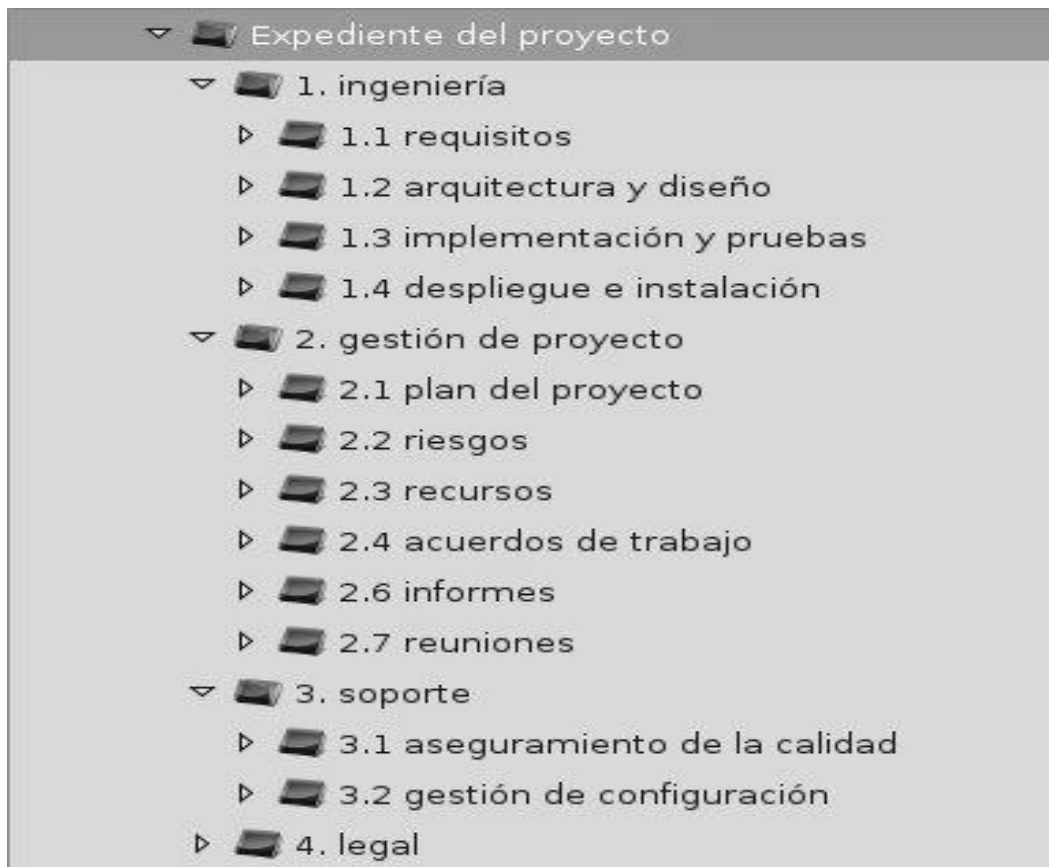 Expediente del proyecto
1. ingeniería
1.1 requisitos
1.2 arquitectura y diseño
1.3 implementación y pruebas
1.4 despliegue e instalación
2. gestión de proyecto
2.1 plan del proyecto
2.2 riesgos
2.3 recursos
2.4 acuerdos de trabajo
2.6 informes
2.7 reuniones
3. soporte
3.1 aseguramiento de la calidad
3.2 gestión de configuración
4. legal